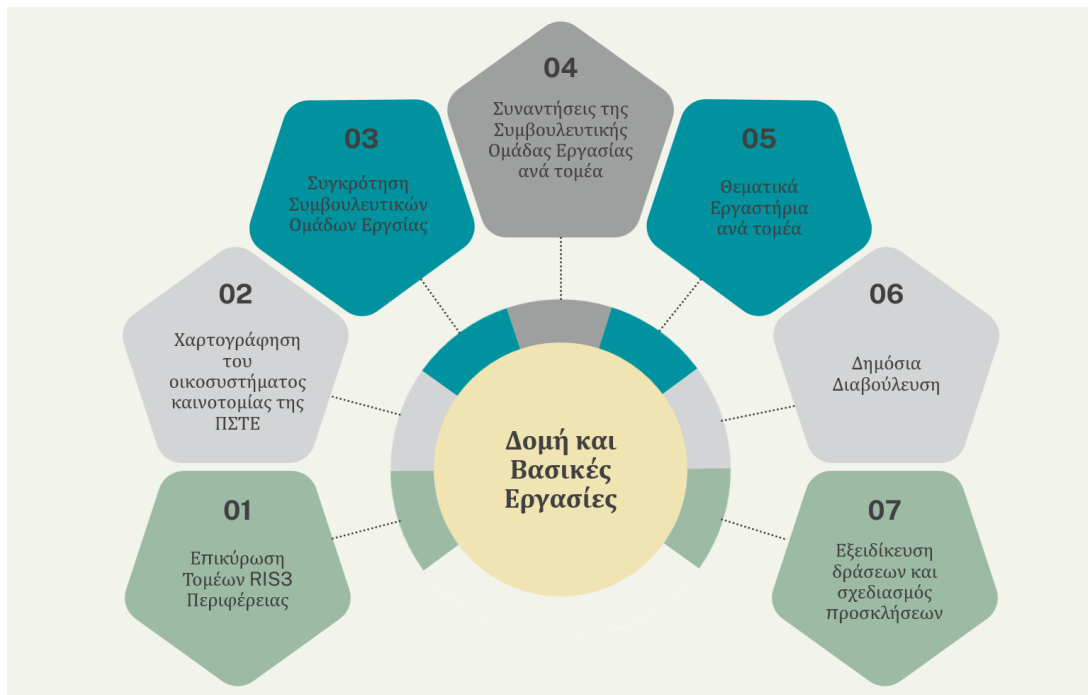 01
Επικύρωση
Τομέων RIS3
Περιφέρειας
02
Χαρτογράφηση
του
οικοσυστήματος
καινοτομίας της
ΠΣΤΕ
03
Συγκρότηση
Συμβουλευτικών
Ομάδων Εργσίας
04
Συναντήσεις της
Συμβουλευτικής
Ομάδας Εργασίας
ανά τομέα
05
Θεματικά
Εργαστήρια
ανά τομέα
06
Δημόσια
Διαβούλευση
07
Εξειδίκευση
δράσεων και
σχεδιασμός
προσκλήσεων
Δομή και
Βασικές
Εργασίες